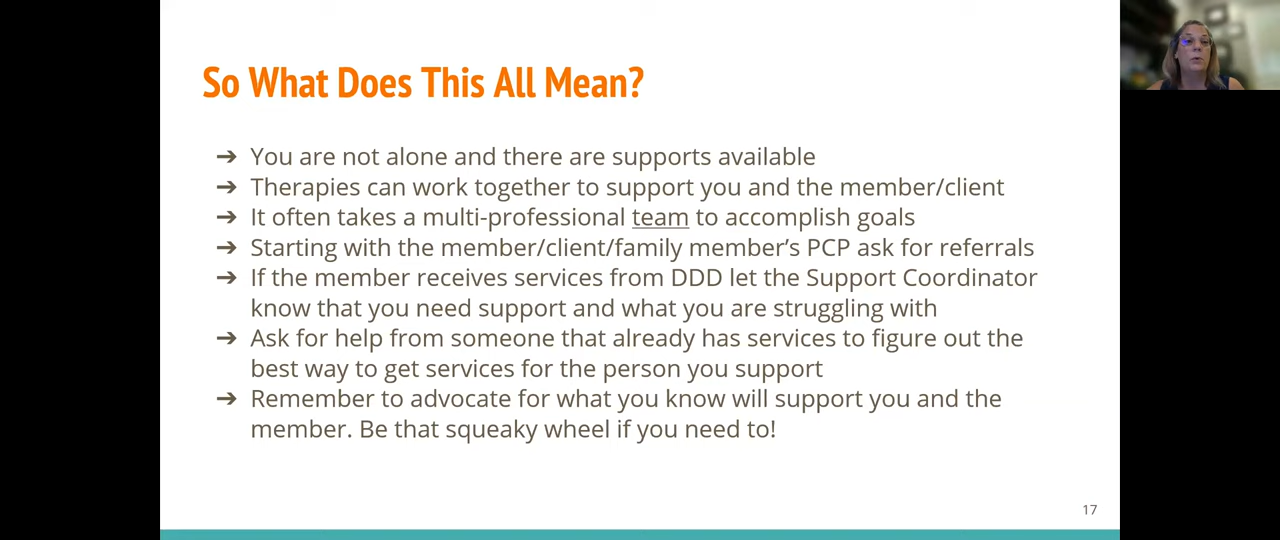 So What Does This All Mean?
➔ You are not alone and there are supports available
➔ Therapies can work together to support you and the member/client
➔ It often takes a multi-professional team to accomplish goals
➔ Starting with the member/client/family member’s PCP ask for referrals
➔ If the member receives services from DDD let the Support Coordinator
know that you need support and what you are struggling with
➔ Ask for help from someone that already has services to figure out the
best way to get services for the person you support
➔ Remember to advocate for what you know will support you and the
member. Be that squeaky wheel if you need to!
17